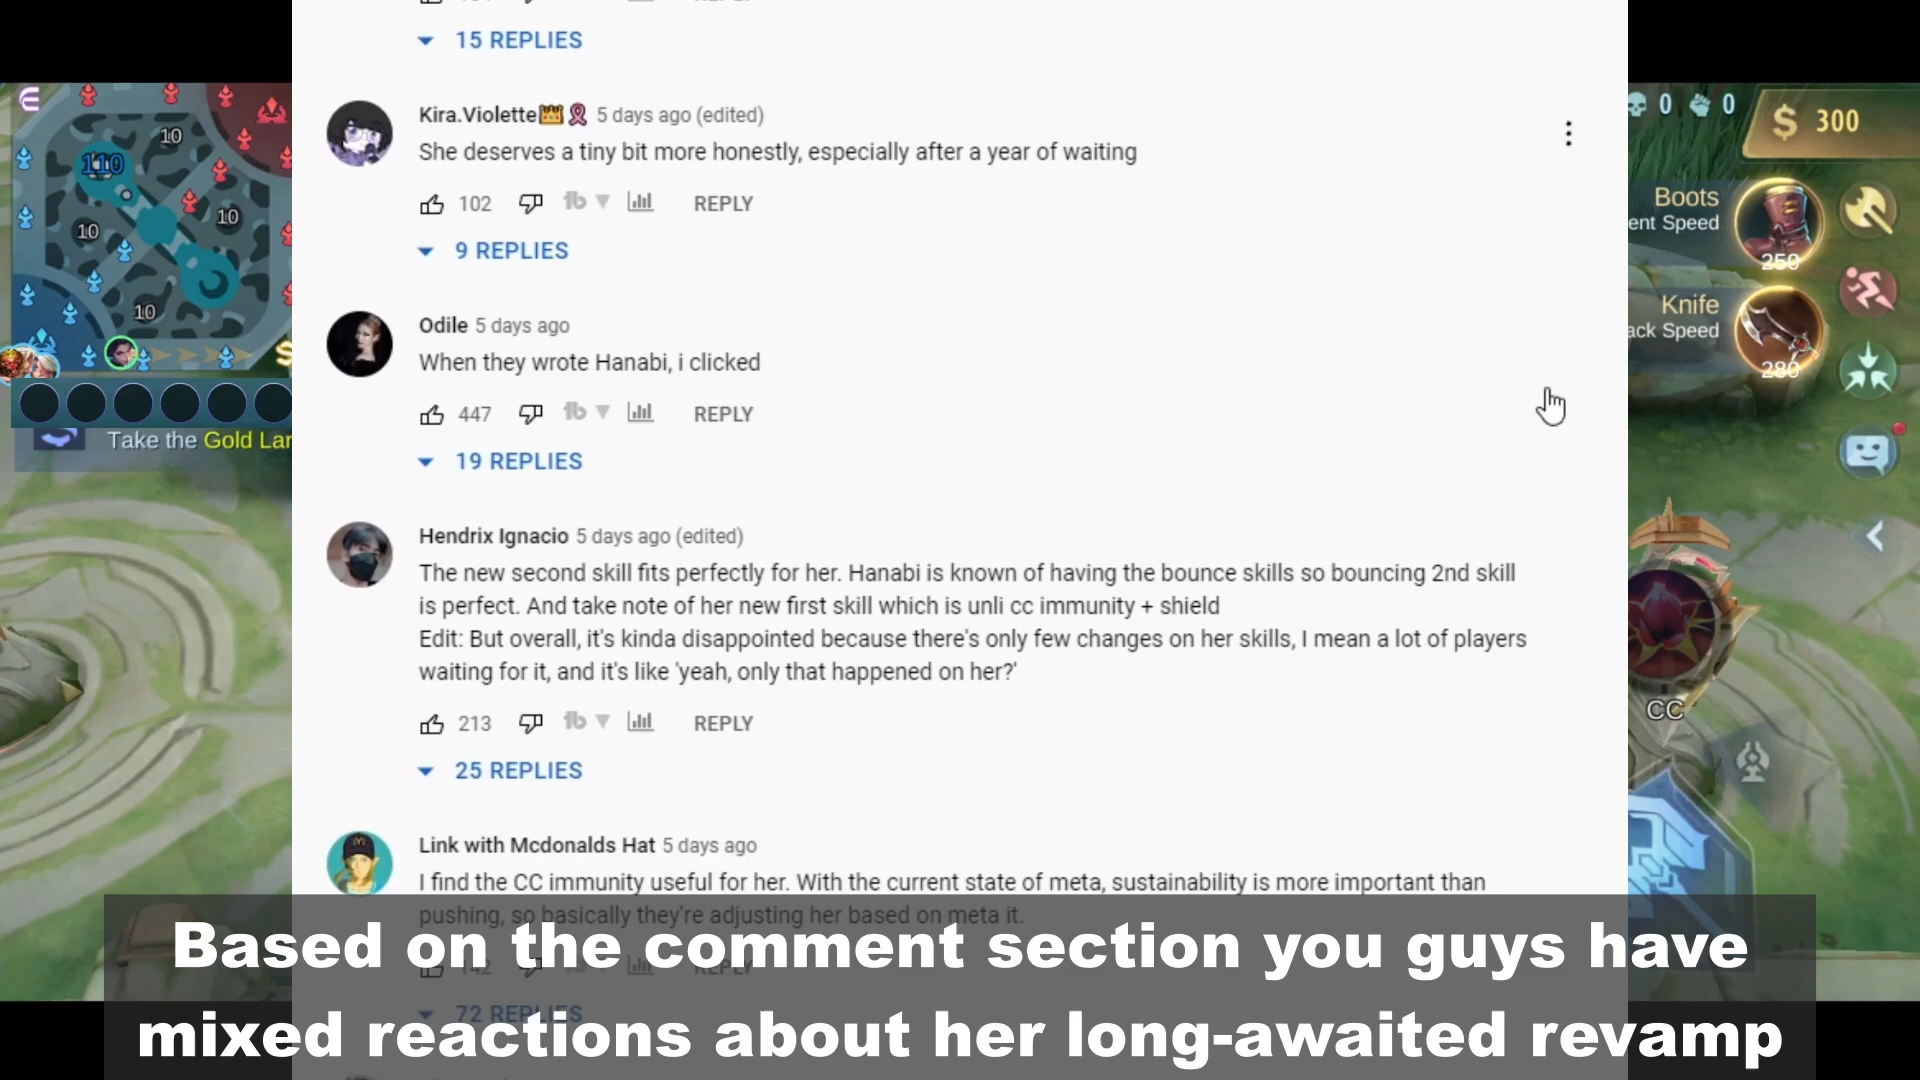 15 REPLIES
Kira.Violette👑🎗 5 days ago (edited)
She deserves a tiny bit more honestly, especially after a year of waiting
102 REPLY
9 REPLIES
Odile 5 days ago
When they wrote Hanabi, i clicked
447 REPLY
19 REPLIES
Hendrix Ignacio 5 days ago (edited)
The new second skill fits perfectly for her. Hanabi is known of having the bounce skills so bouncing 2nd skill
is perfect. And take note of her new first skill which is unli cc immunity + shield
Edit: But overall, it's kinda disappointed because there's only few changes on her skills, I mean a lot of players
waiting for it, and it's like 'yeah, only that happened on her?'
213 REPLY
25 REPLIES
Link with Mcdonalds Hat 5 days ago
I find the CC immunity useful for her. With the current state of meta, sustainability is more important than
pushing, so basically they're adjusting her based on meta it.
REPLY
72 REPLIES
Based on the comment section you guys have
mixed reactions about her long-awaited revamp
10
110
10
10
10
Take the Gold Lan
0 0
$ 300
Boots
ent Speed
250
Knife
ack Speed
280
CC